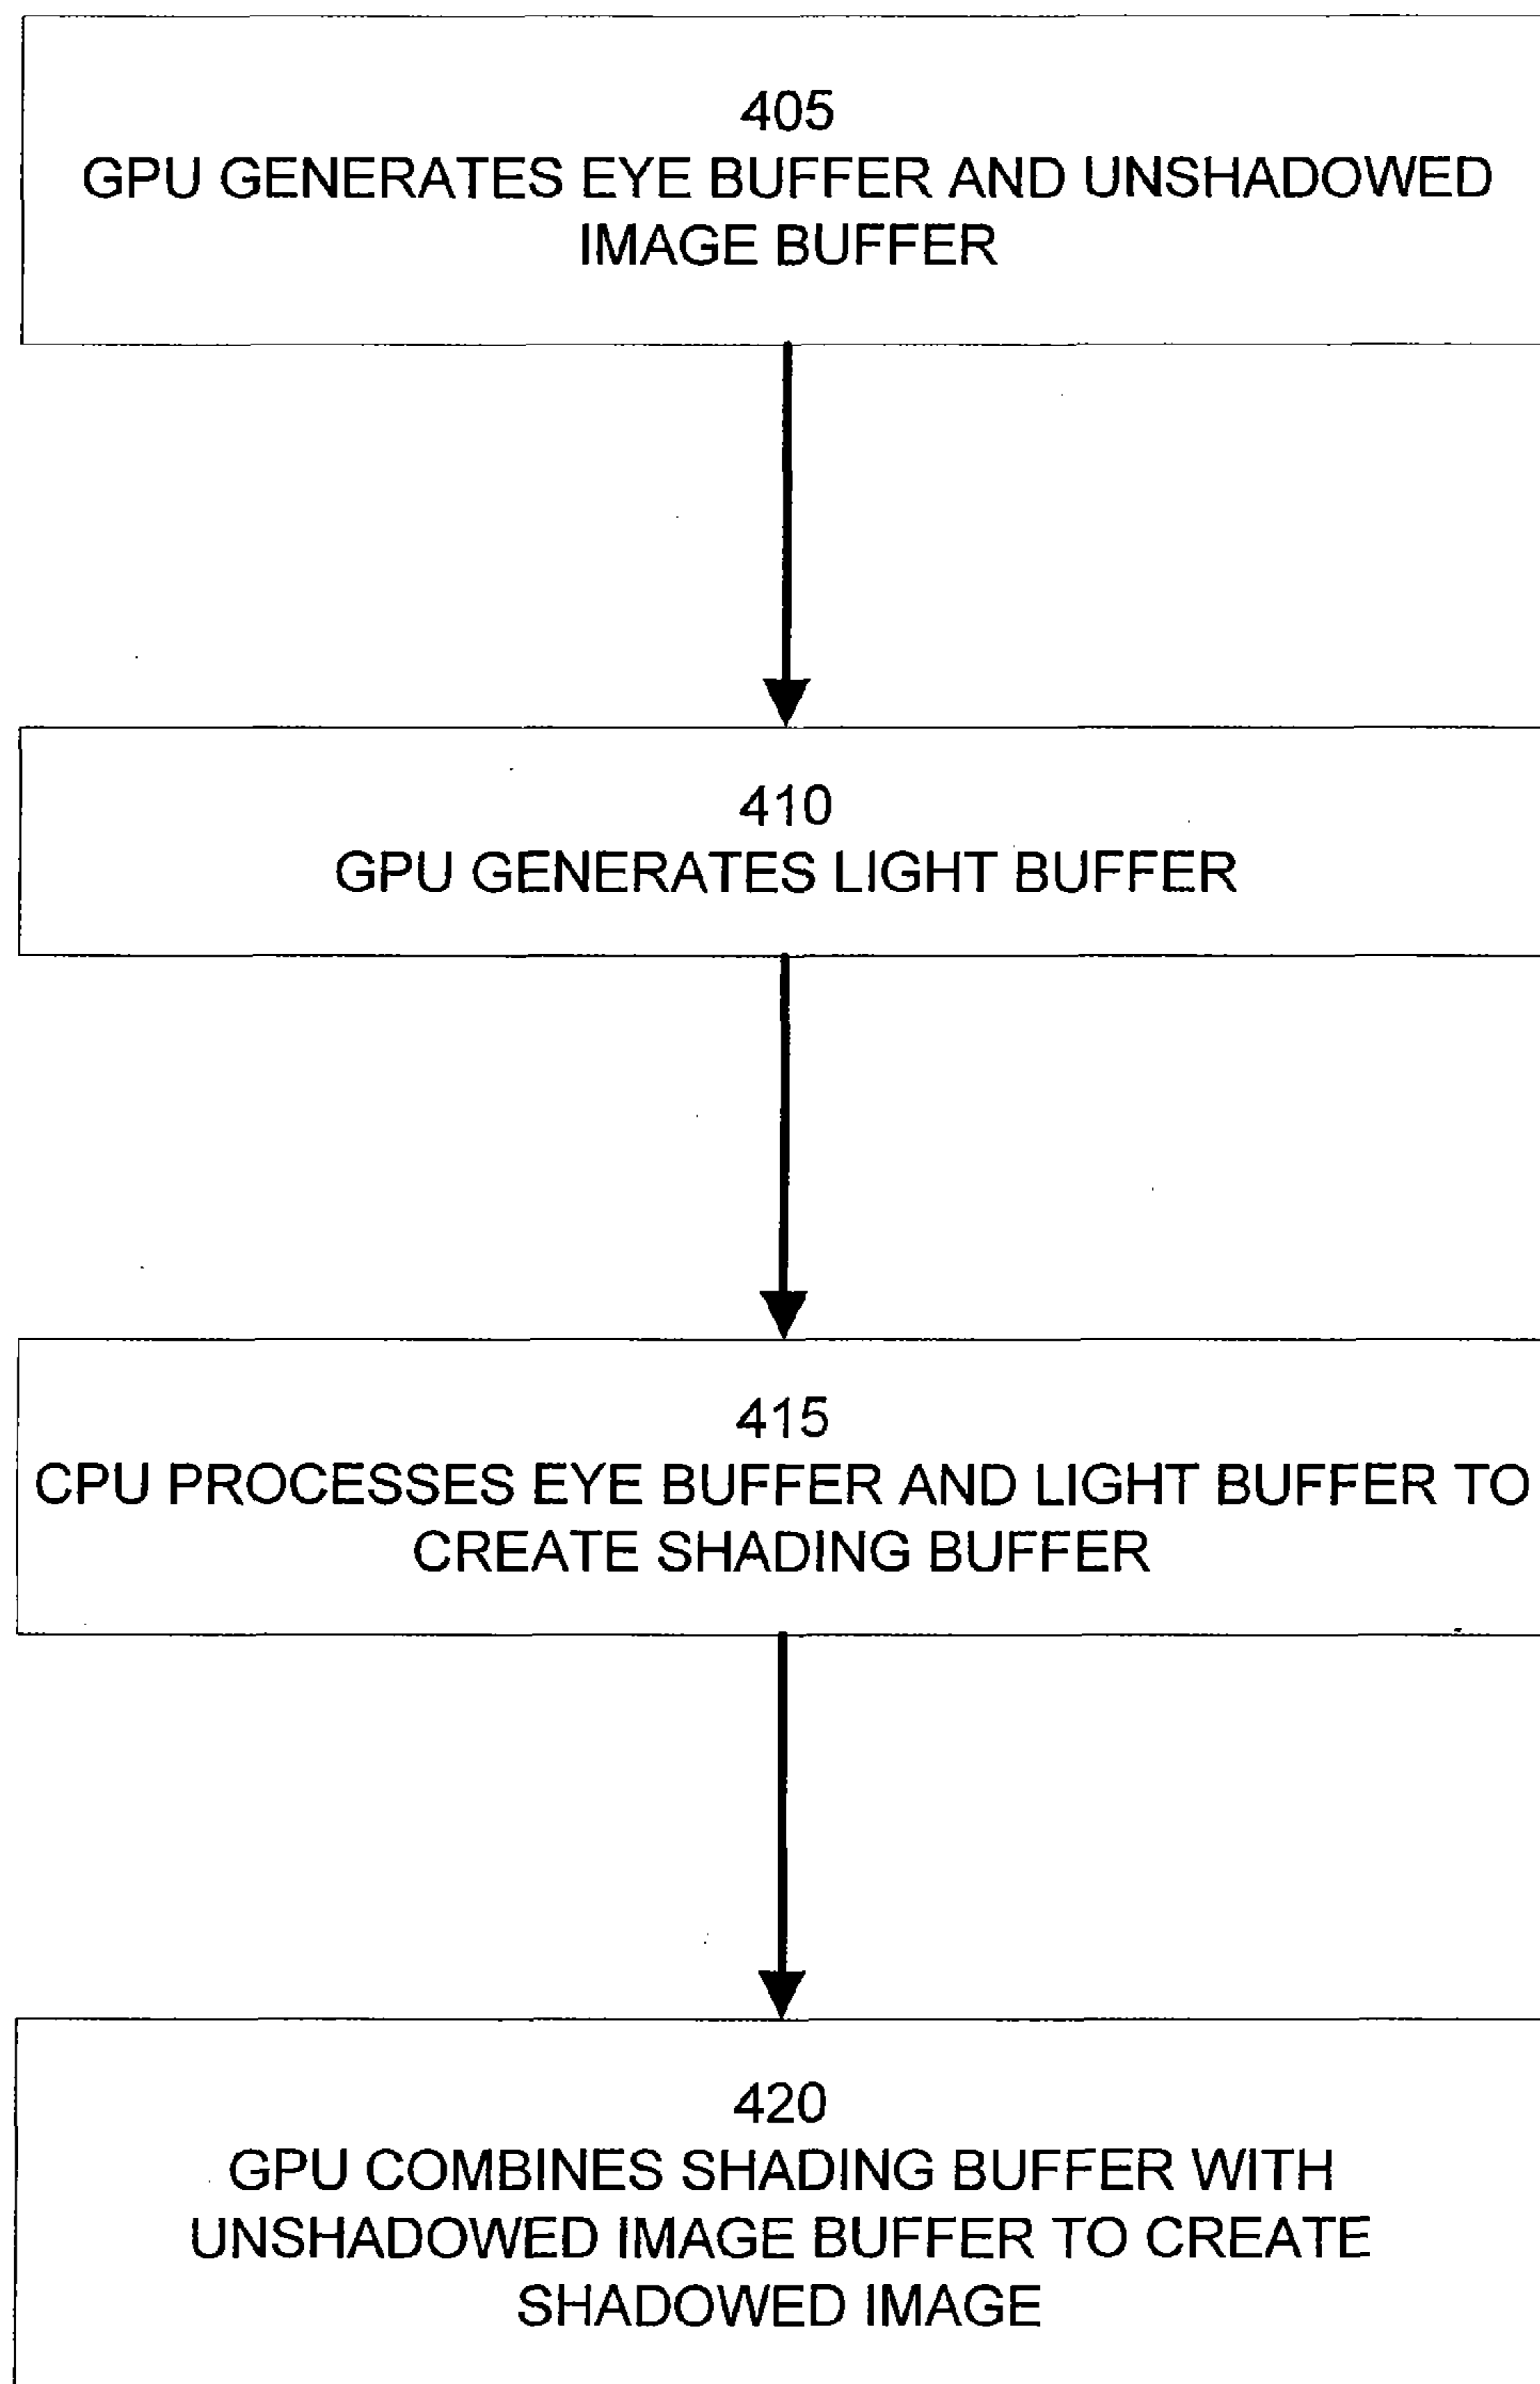 405
GPU GENERATES EYE BUFFER AND UNSHADOWED
IMAGE BUFFER
410
GPU GENERATES LIGHT BUFFER
415
CPU PROCESSES EYE BUFFER AND LIGHT BUFFER TO
CREATE SHADING BUFFER
420
GPU COMBINES SHADING BUFFER WITH
UNSHADOWED IMAGE BUFFER TO CREATE
SHADOWED IMAGE